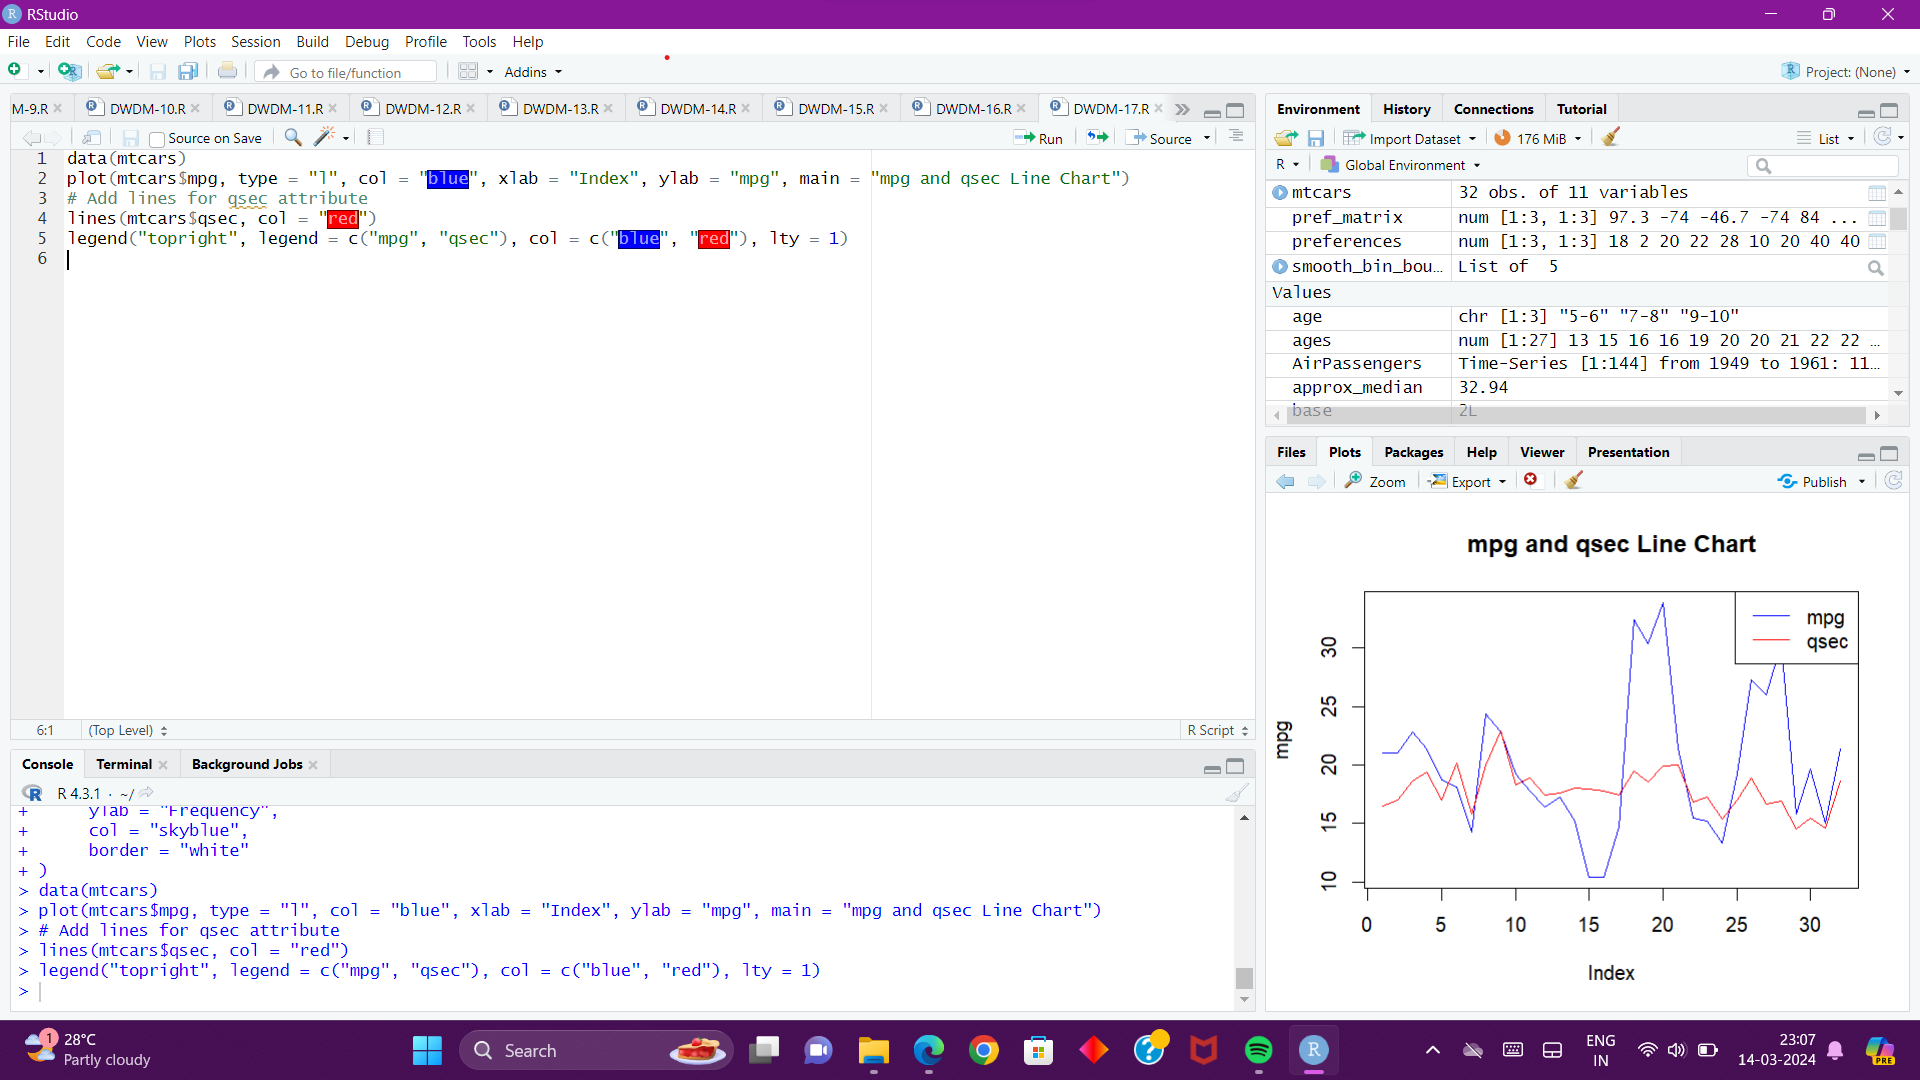 RStudio
File Edit Code View Plots Session Build Debug Profile Tools Help
Go to file/function Addins Project: (None)
M-9.R DWDM-10.R DWDM-11.R DWDM-12.R DWDM-13.R DWDM-14.R DWDM-15.R DWDM-16.R DWDM-17.R
Source on Save Run Source
1 data(mtcars)
2 plot(mtcars$mpg, type = "l", col = "blue", xlab = "Index", ylab = "mpg", main = "mpg and qsec Line Chart")
3 # Add lines for qsec attribute
4 lines(mtcars$qsec, col = "red")
5 legend("topright", legend = c("mpg", "qsec"), col = c("blue", "red"), lty = 1)
6
6:1 (Top Level) R Script
Console Terminal Background Jobs
R 4.3.1 · ~/
+ ylab = "Frequency",
+ col = "skyblue",
+ border = "white"
+ )
> data(mtcars)
> plot(mtcars$mpg, type = "l", col = "blue", xlab = "Index", ylab = "mpg", main = "mpg and qsec Line Chart")
> # Add lines for qsec attribute
> lines(mtcars$qsec, col = "red")
> legend("topright", legend = c("mpg", "qsec"), col = c("blue", "red"), lty = 1)
>
Environment History Connections Tutorial
Import Dataset 176 MiB List
R Global Environment
mtcars 32 obs. of 11 variables
pref_matrix num [1:3, 1:3] 97.3 -74 -46.7 -74 84 ...
preferences num [1:3, 1:3] 18 2 20 22 28 10 20 40 40
smooth_bin_bou... List of 5
Values
age chr [1:3] "5-6" "7-8" "9-10"
ages num [1:27] 13 15 16 16 19 20 20 21 22 22 ...
AirPassengers Time-Series [1:144] from 1949 to 1961: 11...
approx_median 32.94
base 2L
Files Plots Packages Help Viewer Presentation
Zoom Export Publish
mpg and qsec Line Chart
mpg
qsec
30
25
20
15
10
mpg
0 5 10 15 20 25 30
Index
1 28°C
Partly cloudy
Search
PRE
ENG
IN
23:07
14-03-2024